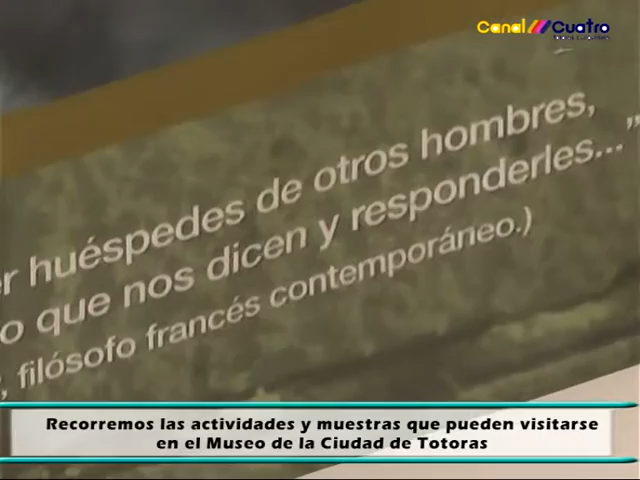 Canal Cuatro
r huéspedes de otros hombres,
o que nos dicen y responderles...”
, filósofo francés contemporáneo.)
Recorremos las actividades y muestras que pueden visitarse
en el Museo de la Ciudad de Totoras